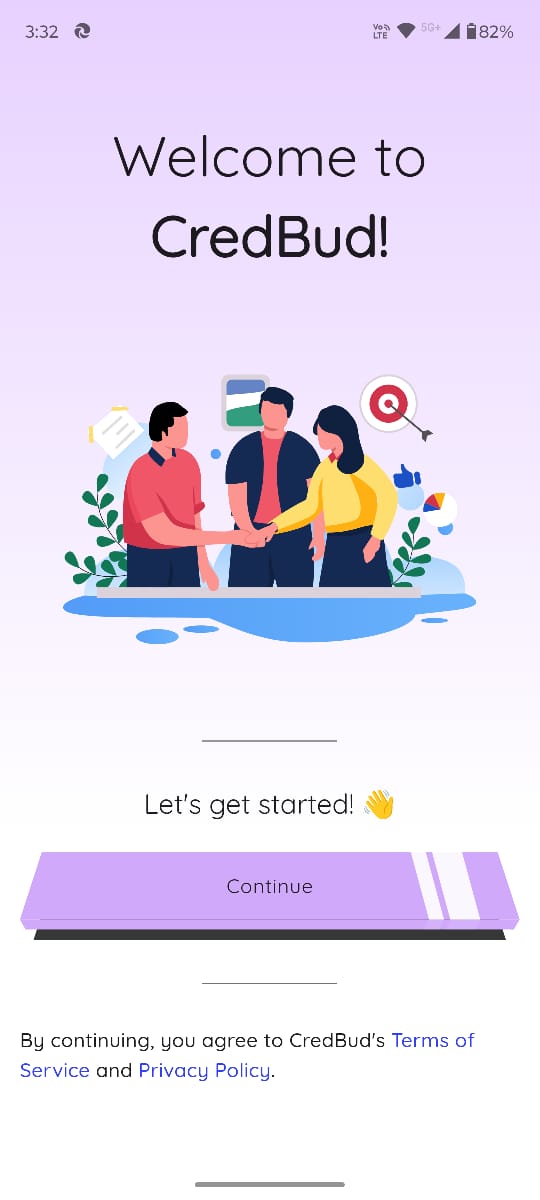 3:32 Vo LTE 5G+ 82%
Welcome to
CredBud!
Let's get started! 👋
Continue
By continuing, you agree to CredBud's Terms of
Service and Privacy Policy.